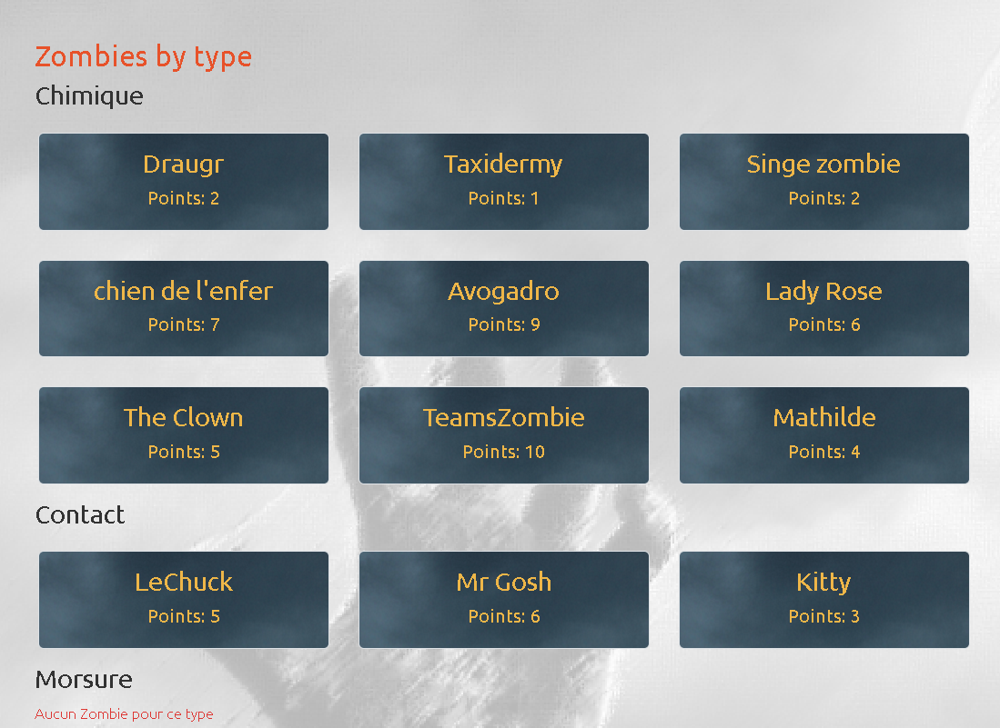 Zombies by type
Chimique
Draugr
Points: 2
Taxidermy
Points: 1
Singe zombie
Points: 2
chien de l'enfer
Points: 7
Avogadro
Points: 9
Lady Rose
Points: 6
The Clown
Points: 5
TeamsZombie
Points: 10
Mathilde
Points: 4
Contact
LeChuck
Points: 5
Mr Gosh
Points: 6
Kitty
Points: 3
Morsure
Aucun Zombie pour ce type